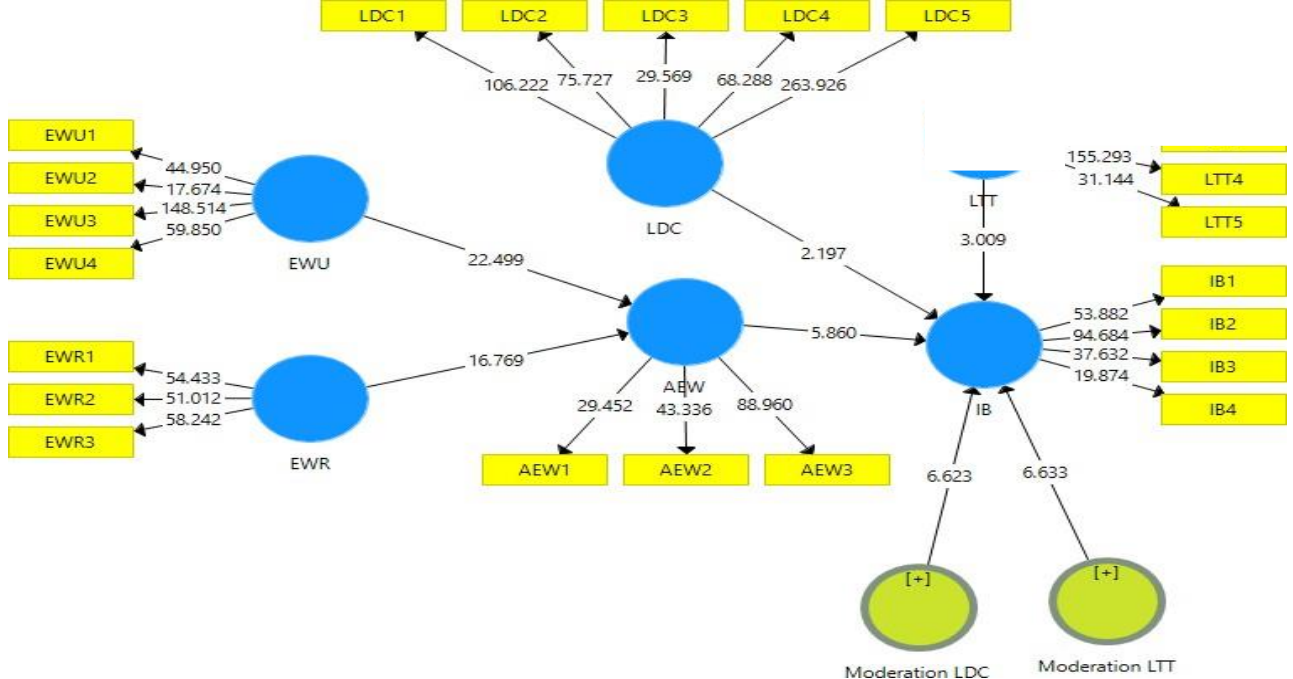 LDC1
LDC2
LDC3
LDC4
LDC5
106.222
75.727
29.569
68.288
263.926
EWU1
EWU2
EWU3
EWU4
44.950
17.674
148.514
59.850
EWU
LDC
155.293
31.144
LTT4
LTT5
LTT
22.499
2.197
3.009
EWR1
EWR2
EWR3
54.433
51.012
58.242
EWR
16.769
AEW
5.860
IB
53.882
94.684
37.632
19.874
IB1
IB2
IB3
IB4
29.452
43.336
88.960
AEW1
AEW2
AEW3
6.623
6.633
[+]
[+]
Moderation LDC
Moderation LTT